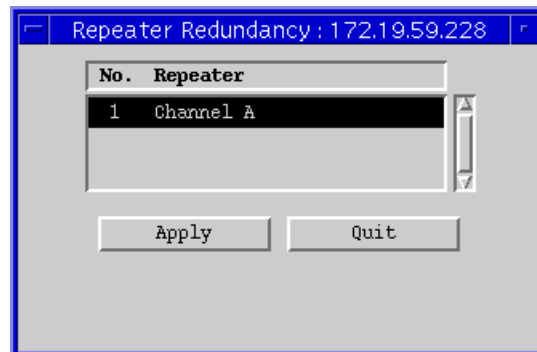 Repeater Redundancy : 172.19.59.228
No. Repeater
1 Channel A
Apply Quit